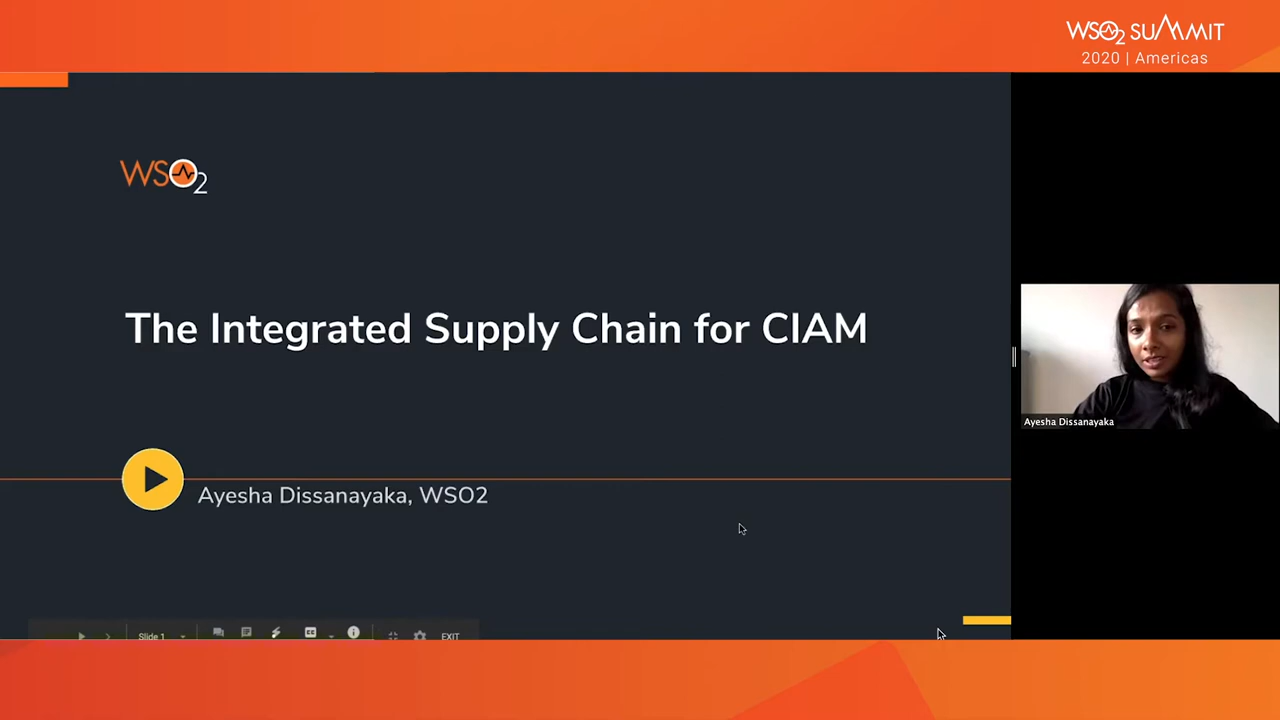 WSO2 SUMMIT
2020 | Americas
WSO2
The Integrated Supply Chain for CIAM
Ayesha Dissanayaka, WSO2
Ayesha Dissanayaka
Slide 1
CC
EXIT